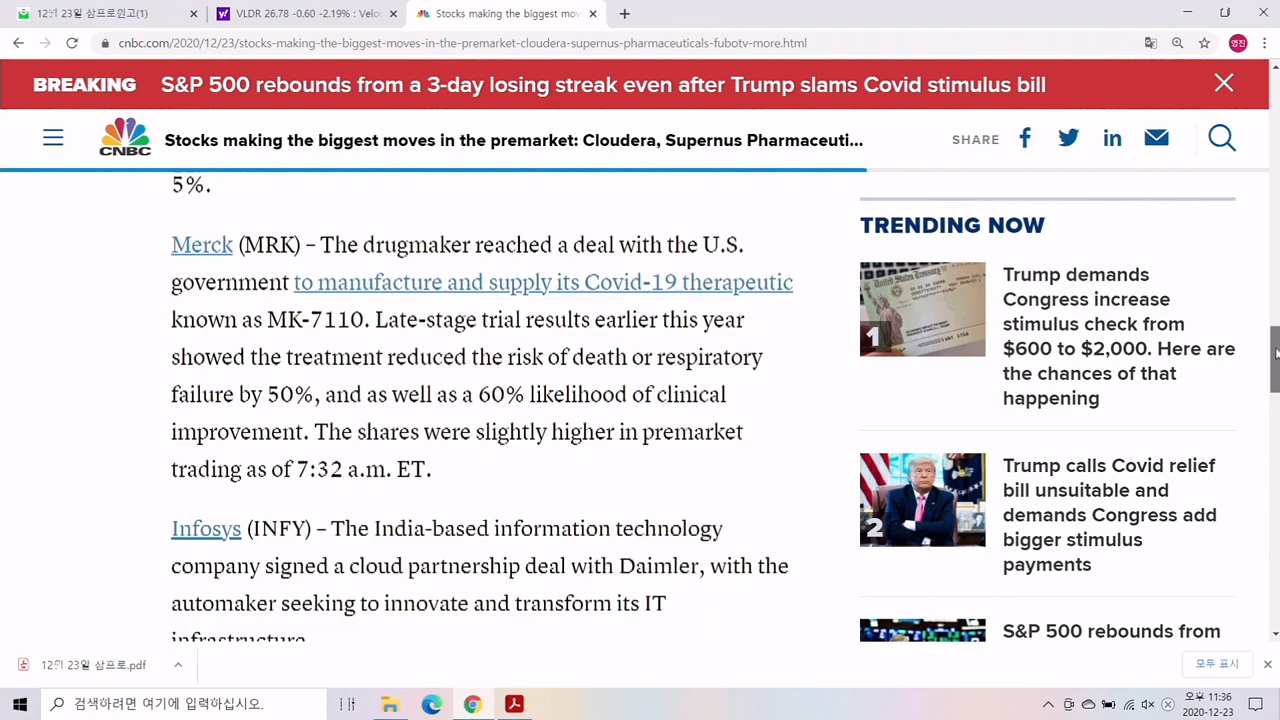 12월 23일 삼프로원고(1)
VLDR 26.78 -0.60 -2.19% : Velo
Stocks making the biggest mov
cnbc.com/2020/12/23/stocks-making-the-biggest-moves-in-the-premarket-cloudera-supernus-pharmaceuticals-fubotv-more.html
영진
BREAKING S&P 500 rebounds from a 3-day losing streak even after Trump slams Covid stimulus bill
CNBC
Stocks making the biggest moves in the premarket: Cloudera, Supernus Pharmaceuti...
SHARE
5%.
Merck (MRK) – The drugmaker reached a deal with the U.S.
government to manufacture and supply its Covid-19 therapeutic
known as MK-7110. Late-stage trial results earlier this year
showed the treatment reduced the risk of death or respiratory
failure by 50%, and as well as a 60% likelihood of clinical
improvement. The shares were slightly higher in premarket
trading as of 7:32 a.m. ET.
Infosys (INFY) – The India-based information technology
company signed a cloud partnership deal with Daimler, with the
automaker seeking to innovate and transform its IT
infrastructure.
TRENDING NOW
1
Trump demands
Congress increase
stimulus check from
$600 to $2,000. Here are
the chances of that
happening
2
Trump calls Covid relief
bill unsuitable and
demands Congress add
bigger stimulus
payments
S&P 500 rebounds from
12월 23일 삼프로.pdf
모두 표시
검색하려면 여기에 입력하십시오.
오후 11:36
2020-12-23